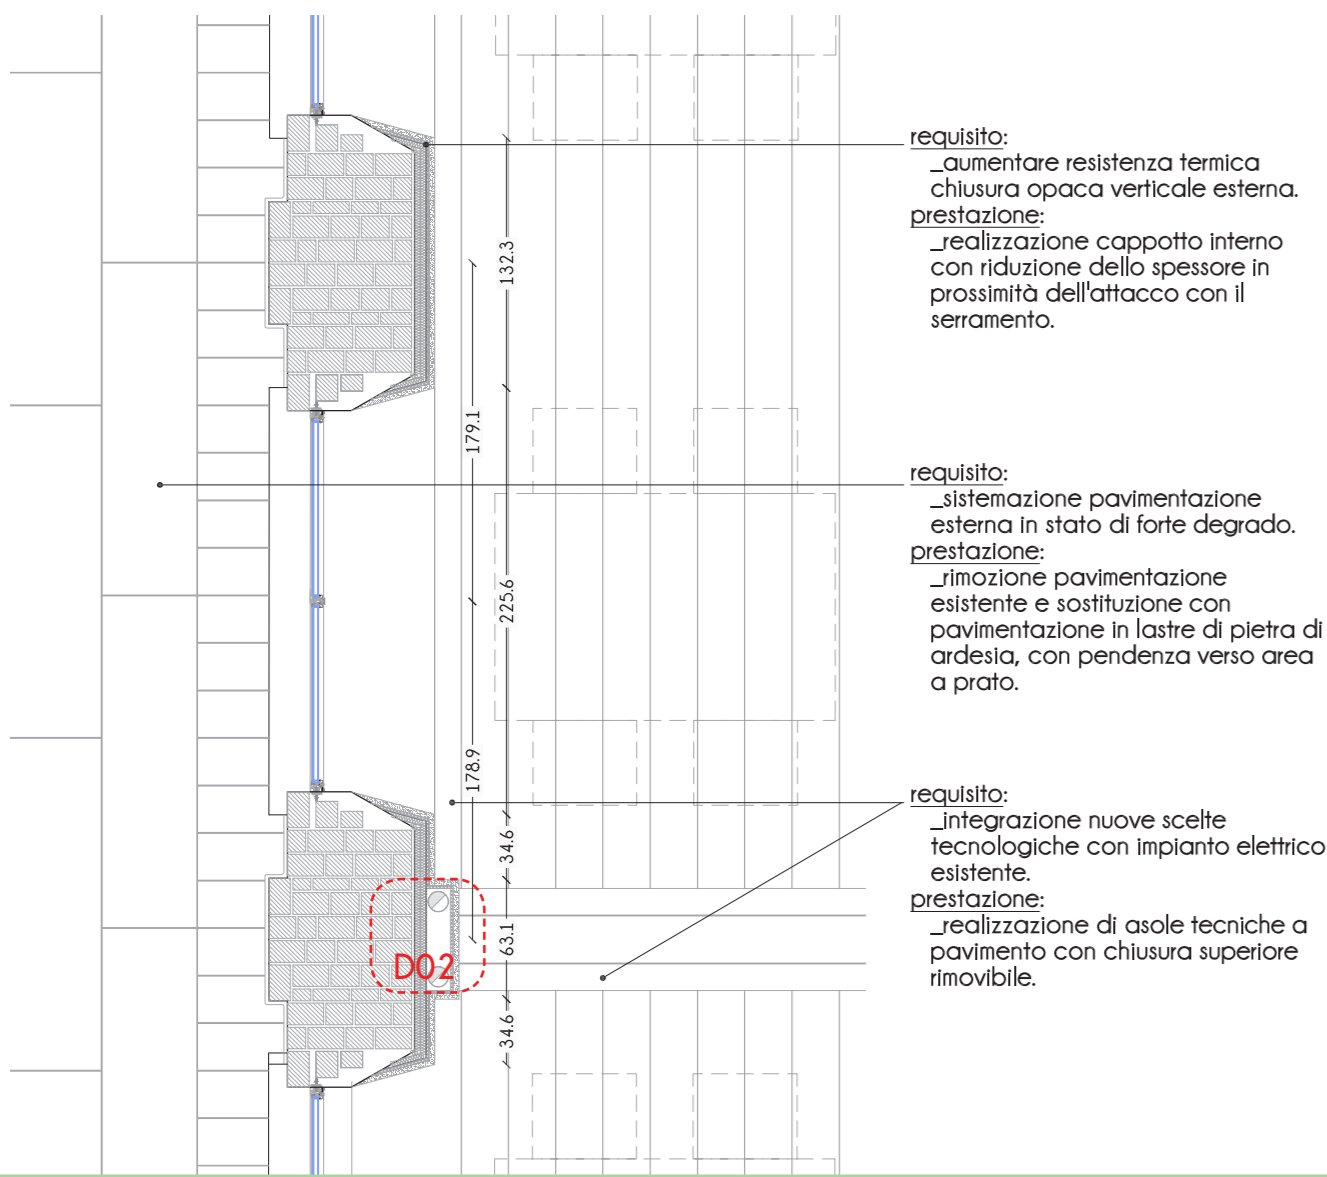 requisito:
_aumentare resistenza termica
chiusura opaca verticale esterna.
prestazione:
_realizzazione cappotto interno
con riduzione dello spessore in
prossimità dell'attacco con il
serramento.
requisito:
_sistemazione pavimentazione
esterna in stato di forte degrado.
prestazione:
_rimozione pavimentazione
esistente e sostituzione con
pavimentazione in lastre di pietra di
ardesia, con pendenza verso area
a prato.
requisito:
_integrazione nuove scelte
tecnologiche con impianto elettrico
esistente.
prestazione:
_realizzazione di asole tecniche a
pavimento con chiusura superiore
rimovibile.
132.3
179.1
225.6
178.9
34.6
63.1
34.6
D02